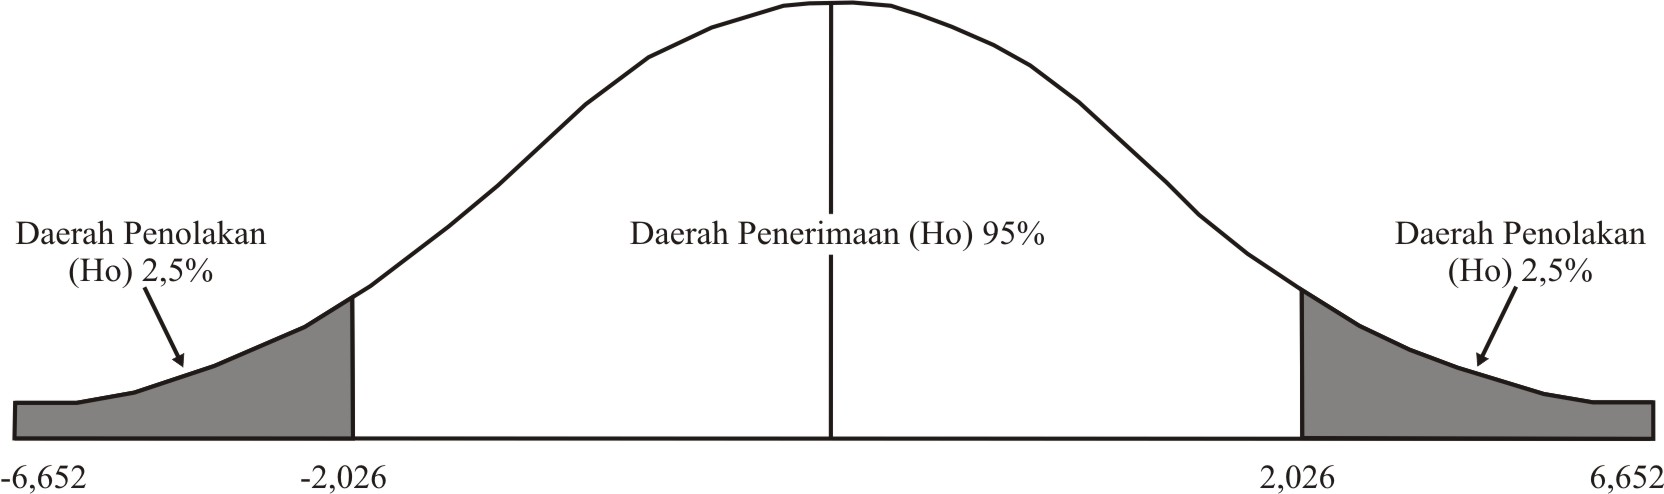 Daerah Penolakan
(Ho) 2,5%
Daerah Penerimaan (Ho) 95%
Daerah Penolakan
(Ho) 2,5%
-6,652
-2,026
2,026
6,652